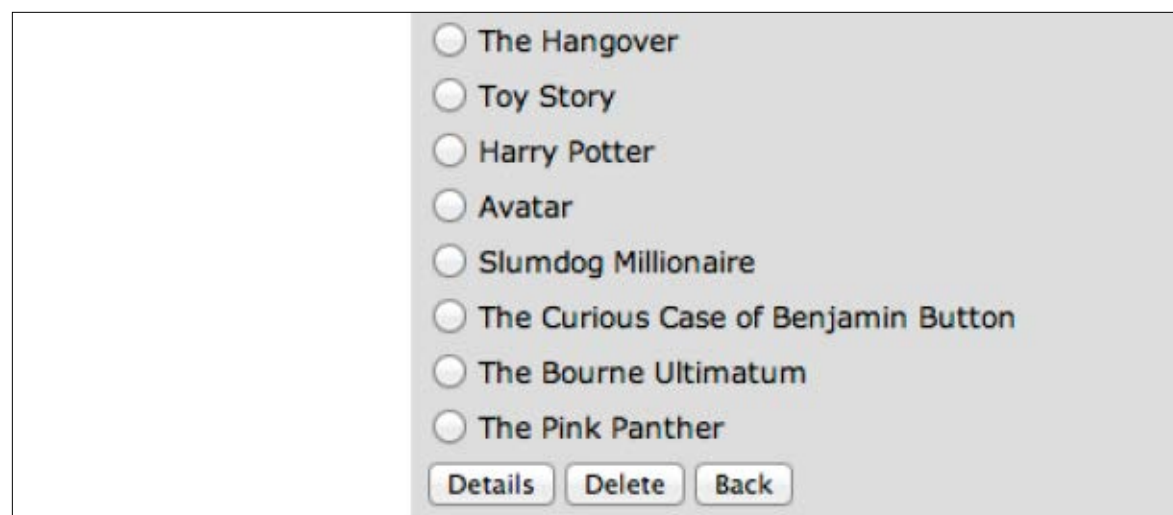 The Hangover
Toy Story
Harry Potter
Avatar
Slumdog Millionaire
The Curious Case of Benjamin Button
The Bourne Ultimatum
The Pink Panther
Details Delete Back